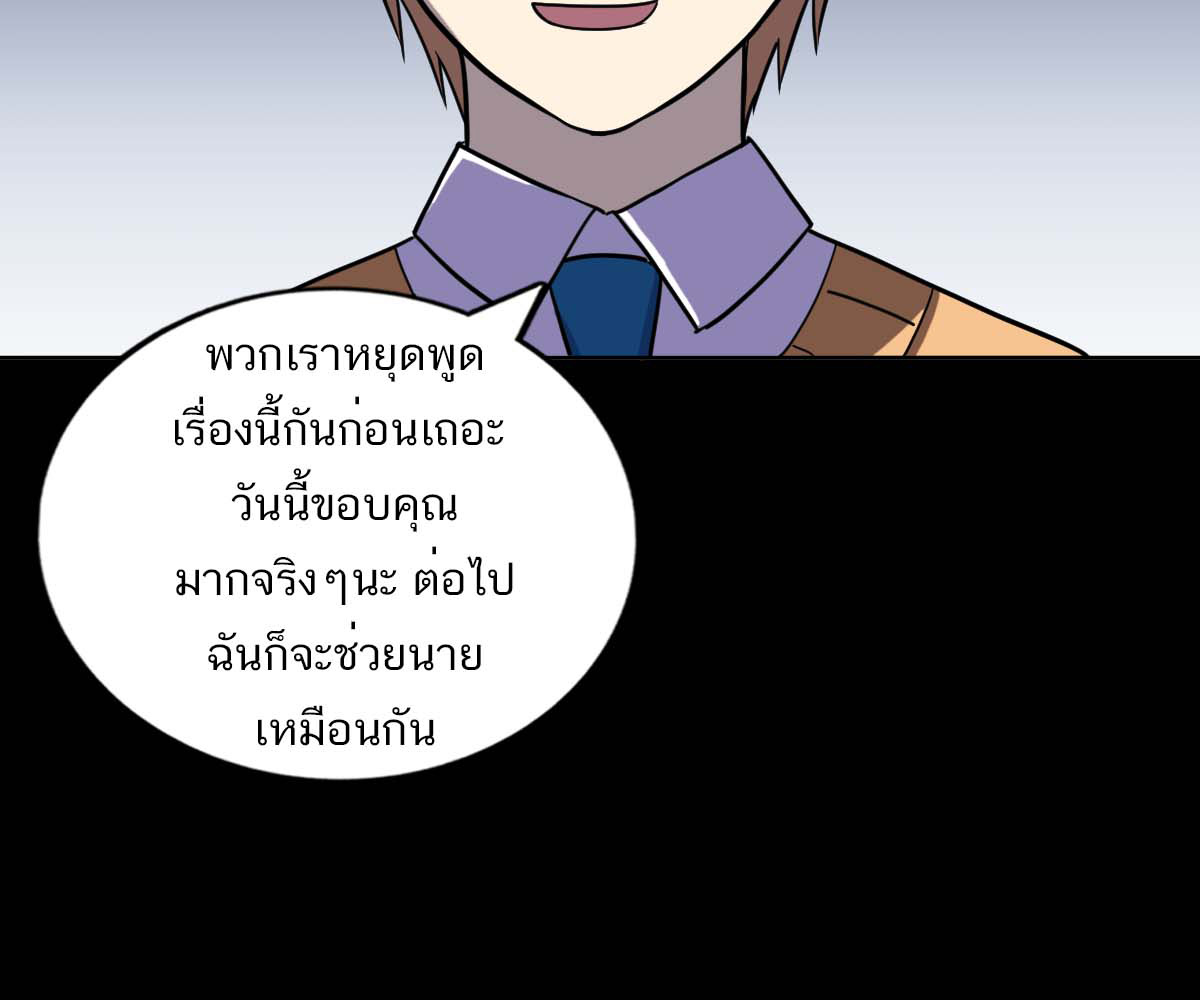 พวกเราหยุดพูด
เรื่องนี้กันก่อนเถอะ
วันนี้ขอบคุณ
มากจริงๆนะ ต่อไป
ฉันก็จะช่วยนาย
เหมือนกัน